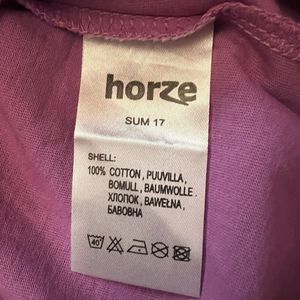 horze
SUM 17
SHELL:
100% COTTON, PUUVILLA,
BOMULL, BAUMWOLLE
ХЛОПОК, BAWEŁNA,
БАВОВНА
40